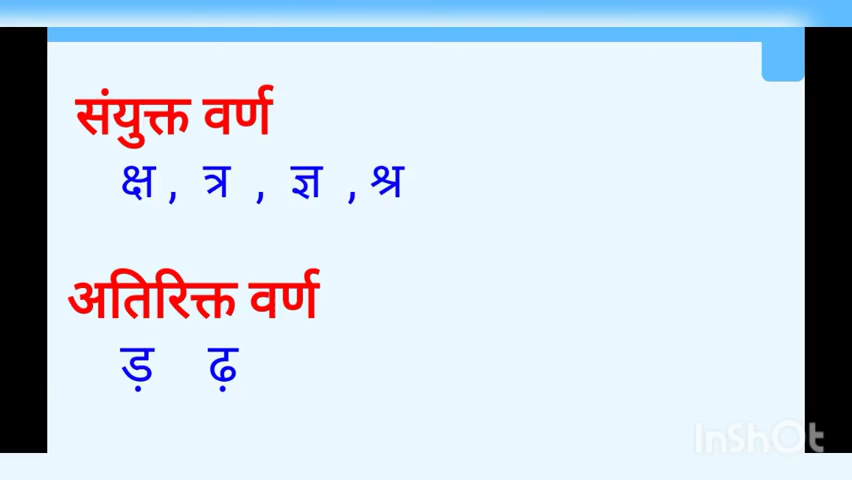 संयुक्त वर्ण
क्ष , त्र , ज्ञ , श्र
अतिरिक्त वर्ण
ड़ ढ़
InShOt